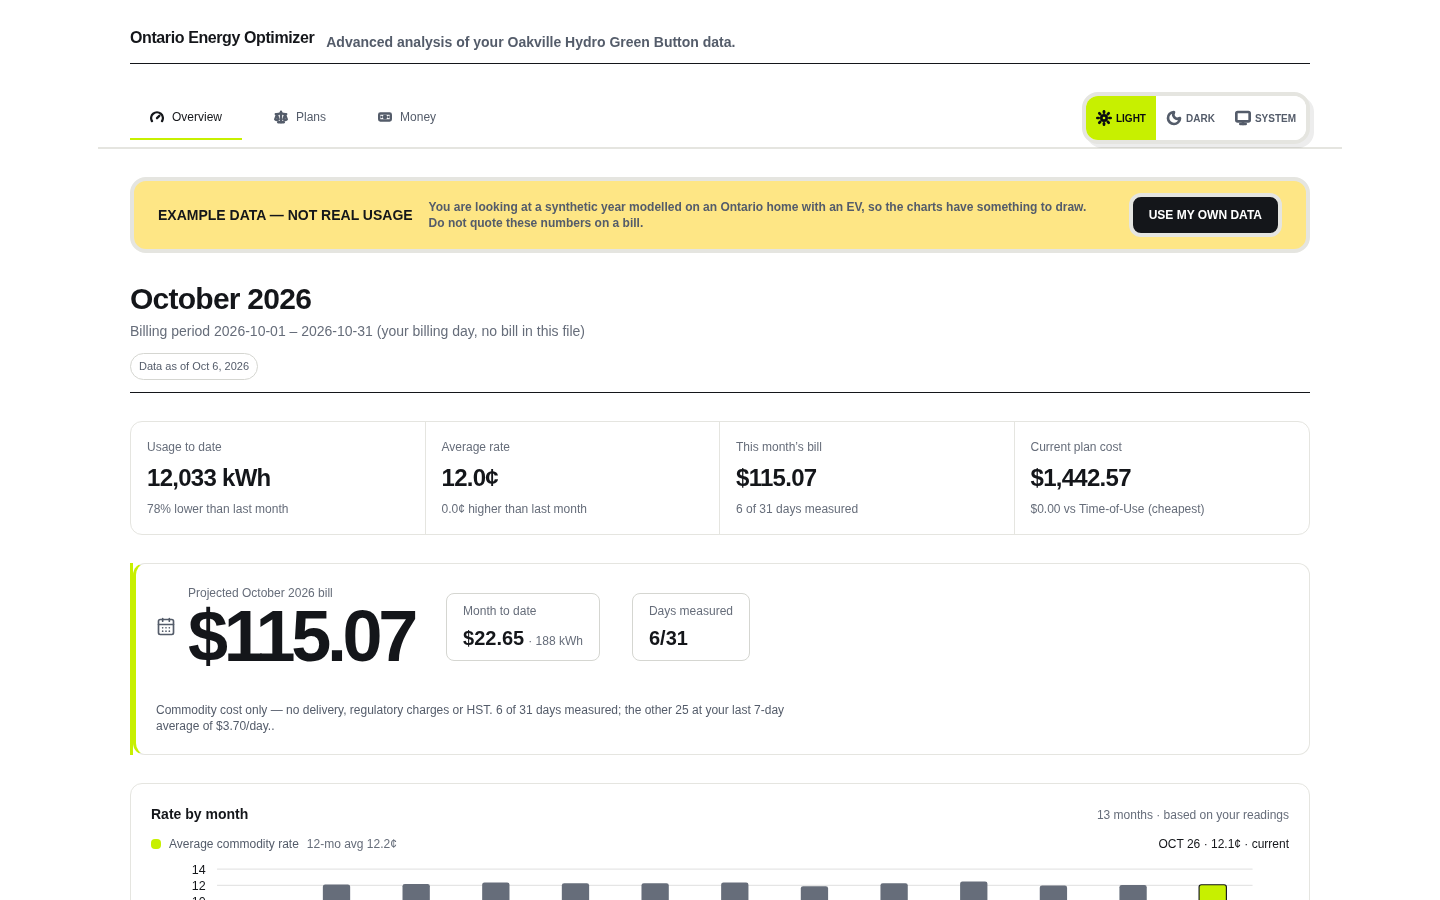 Ontario Energy Optimizer Advanced analysis of your Oakville Hydro Green Button data.
Overview Plans Money LIGHT DARK SYSTEM
EXAMPLE DATA — NOT REAL USAGE
You are looking at a synthetic year modelled on an Ontario home with an EV, so the charts have something to draw.
Do not quote these numbers on a bill.
USE MY OWN DATA
October 2026
Billing period 2026-10-01 – 2026-10-31 (your billing day, no bill in this file)
Data as of Oct 6, 2026
Usage to date
12,033 kWh
78% lower than last month
Average rate
12.0¢
0.0¢ higher than last month
This month's bill
$115.07
6 of 31 days measured
Current plan cost
$1,442.57
$0.00 vs Time-of-Use (cheapest)
Projected October 2026 bill
$115.07
Month to date
$22.65 · 188 kWh
Days measured
6/31
Commodity cost only — no delivery, regulatory charges or HST. 6 of 31 days measured; the other 25 at your last 7-day
average of $3.70/day..
Rate by month
13 months · based on your readings
Average commodity rate 12-mo avg 12.2¢
OCT 26 · 12.1¢ · current
14
12